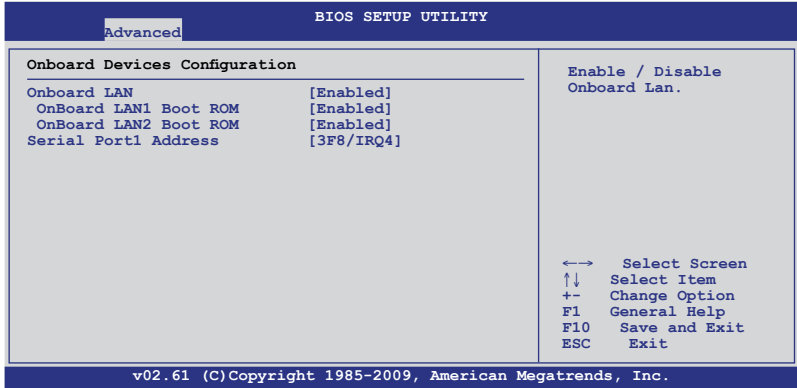 BIOS SETUP UTILITY
Advanced
Onboard Devices Configuration
Onboard LAN [Enabled]
OnBoard LAN1 Boot ROM [Enabled]
OnBoard LAN2 Boot ROM [Enabled]
Serial Port1 Address [3F8/IRQ4]
Enable / Disable
Onboard Lan.
←→ Select Screen
↑↓ Select Item
+- Change Option
F1 General Help
F10 Save and Exit
ESC Exit
v02.61 (C)Copyright 1985-2009, American Megatrends, Inc.